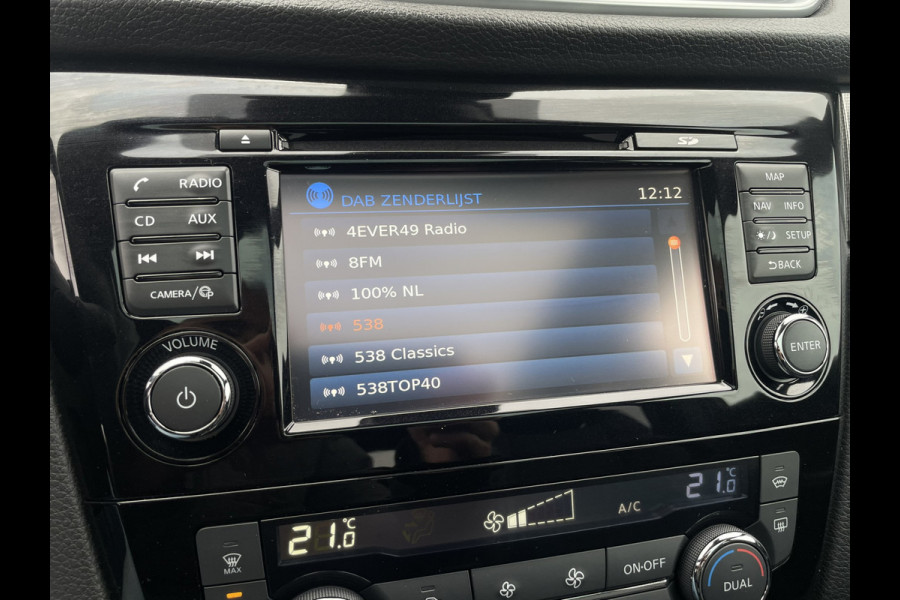 SD
RADIO
CD AUX
CAMERA/
VOLUME
DAB ZENDERLIJST 12:12
4EVER49 Radio
8FM
100% NL
538
538 Classics
538TOP40
MAP
NAV INFO
SETUP
BACK
ENTER
21.0°C
A/C
21.0°C
MAX
ON·OFF
DUAL